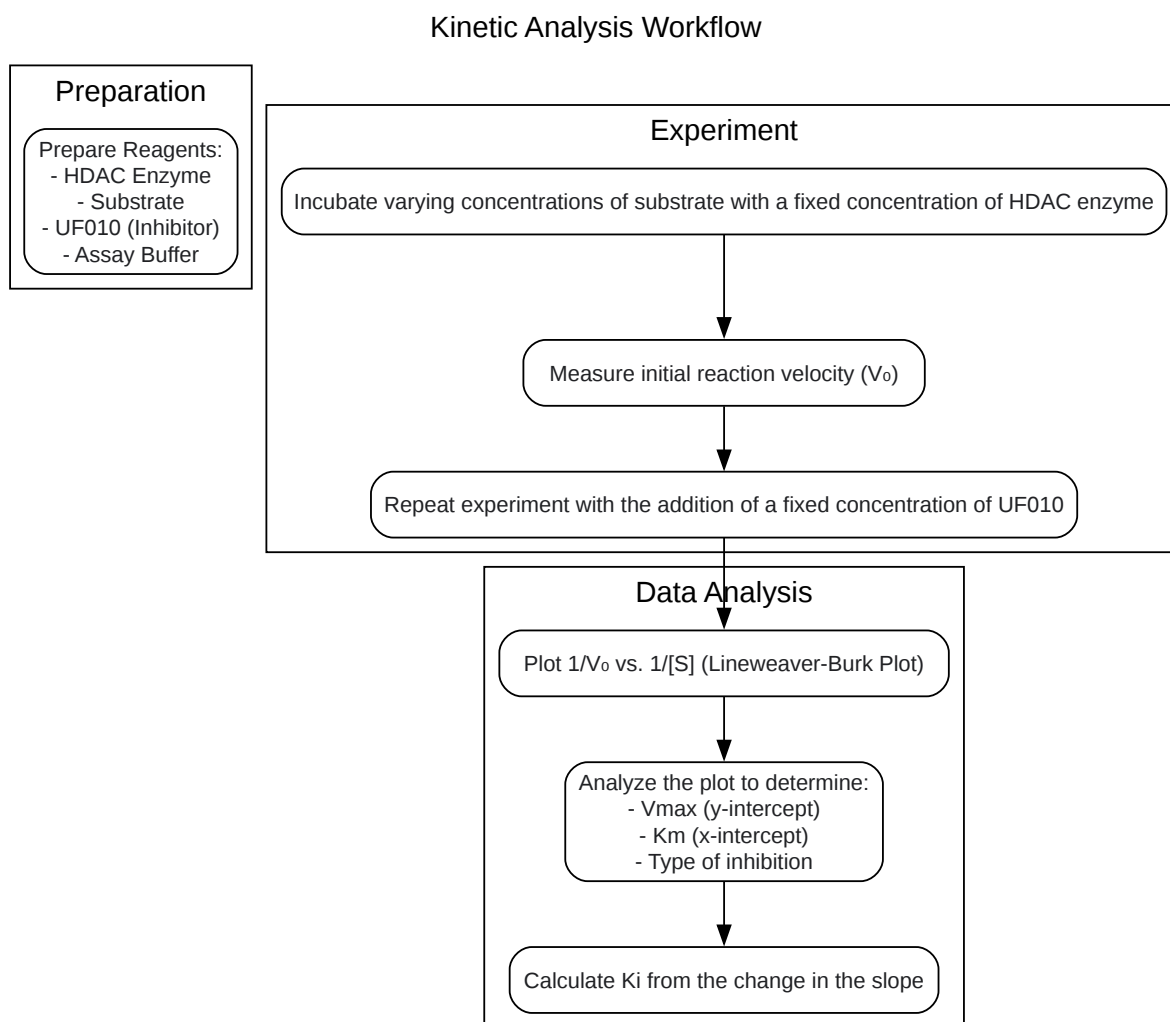 Kinetic Analysis Workflow
Preparation
Prepare Reagents:
- HDAC Enzyme
- Substrate
- UF010 (Inhibitor)
- Assay Buffer
Experiment
Incubate varying concentrations of substrate with a fixed concentration of HDAC enzyme
Measure initial reaction velocity (V₀)
Repeat experiment with the addition of a fixed concentration of UF010
Data Analysis
Plot 1/V₀ vs. 1/[S] (Lineweaver-Burk Plot)
Analyze the plot to determine:
- Vmax (y-intercept)
- Km (x-intercept)
- Type of inhibition
Calculate Ki from the change in the slope